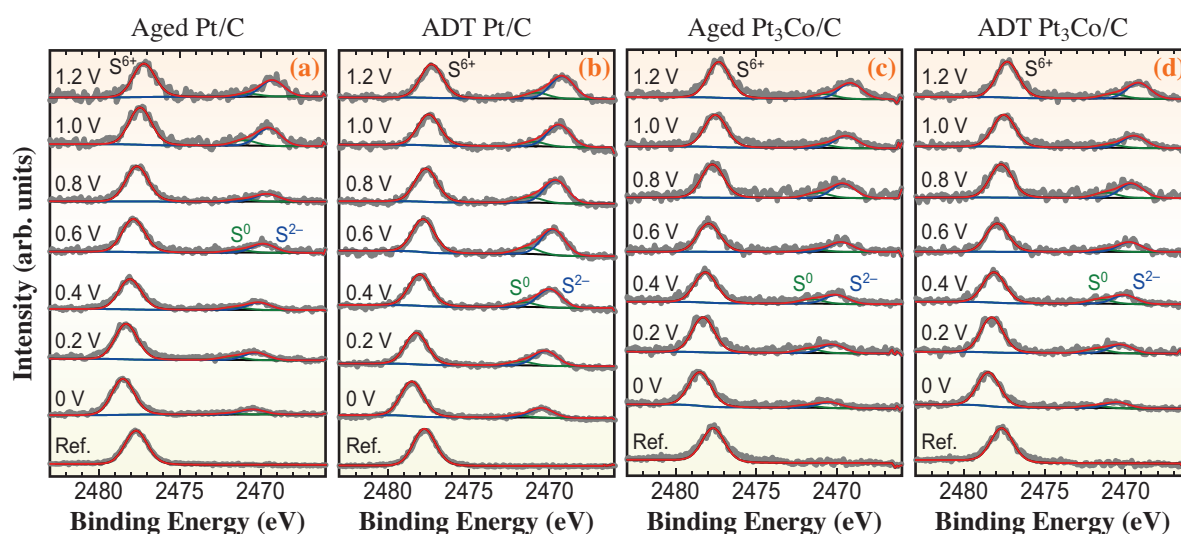 Aged Pt/C
ADT Pt/C
Aged Pt₃Co/C
ADT Pt₃Co/C
Intensity (arb. units)
(a)
S⁶⁺
1.2 V
1.0 V
0.8 V
0.6 V
S⁰
S²⁻
0.4 V
0.2 V
0 V
Ref.
2480
2475
2470
Binding Energy (eV)
(b)
S⁶⁺
1.2 V
1.0 V
0.8 V
0.6 V
S⁰
S²⁻
0.4 V
0.2 V
0 V
Ref.
2480
2475
2470
Binding Energy (eV)
(c)
S⁶⁺
1.2 V
1.0 V
0.8 V
0.6 V
S⁰
S²⁻
0.4 V
0.2 V
0 V
Ref.
2480
2475
2470
Binding Energy (eV)
(d)
S⁶⁺
1.2 V
1.0 V
0.8 V
0.6 V
S⁰
S²⁻
0.4 V
0.2 V
0 V
Ref.
2480
2475
2470
Binding Energy (eV)